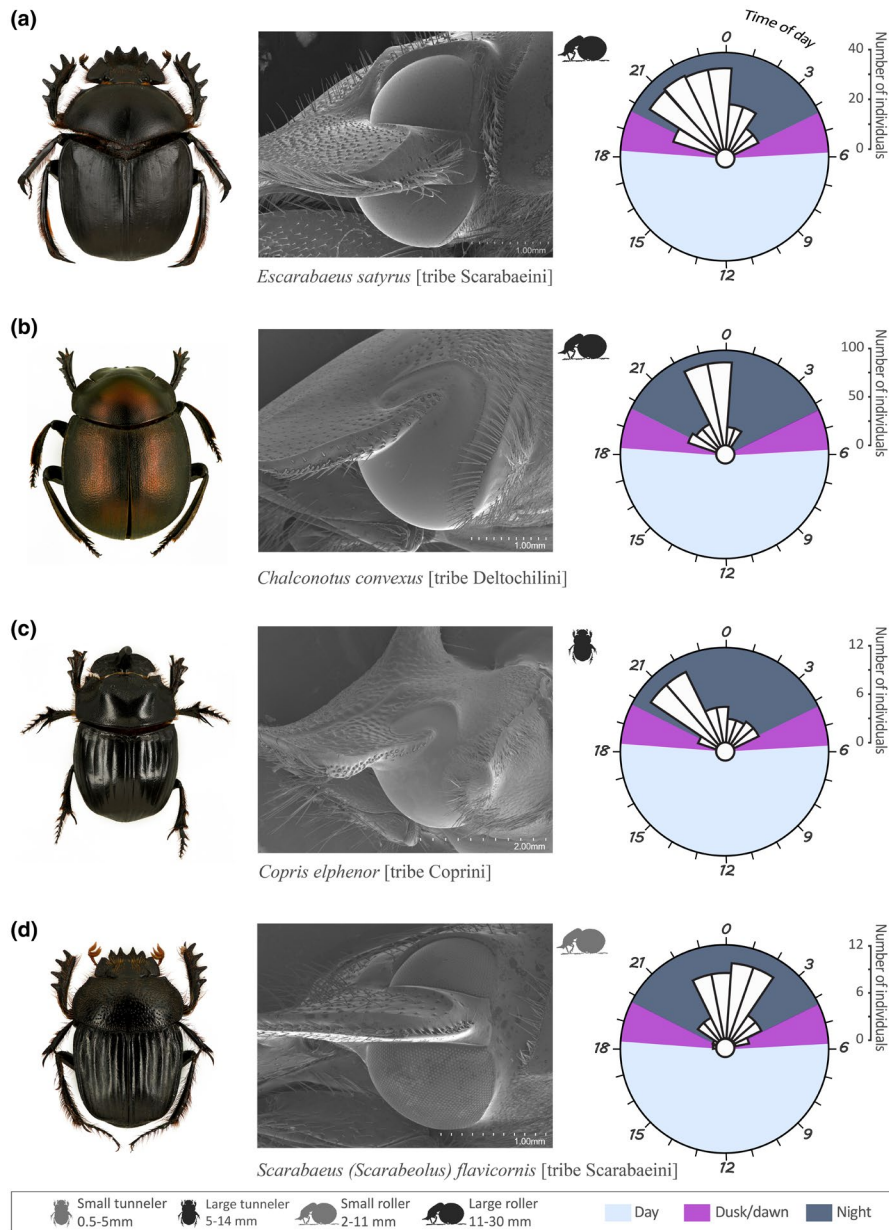 (a)
Time of day
0
3
6
9
12
15
18
21
Number of individuals
40
20
0
1.00mm
Escarabaeus satyrus [tribe Scarabaeini]
(b)
0
3
6
9
12
15
18
21
Number of individuals
100
50
0
1.00mm
Chalconotus convexus [tribe Deltochilini]
(c)
0
3
6
9
12
15
18
21
Number of individuals
12
6
0
2.00mm
Copris elphenor [tribe Coprini]
(d)
0
3
6
9
12
15
18
21
Number of individuals
12
6
0
1.00mm
Scarabaeus (Scarabeolus) flavicornis [tribe Scarabaeini]
Small tunneler
0.5-5mm
Large tunneler
5-14 mm
Small roller
2-11 mm
Large roller
11-30 mm
Day
Dusk/dawn
Night